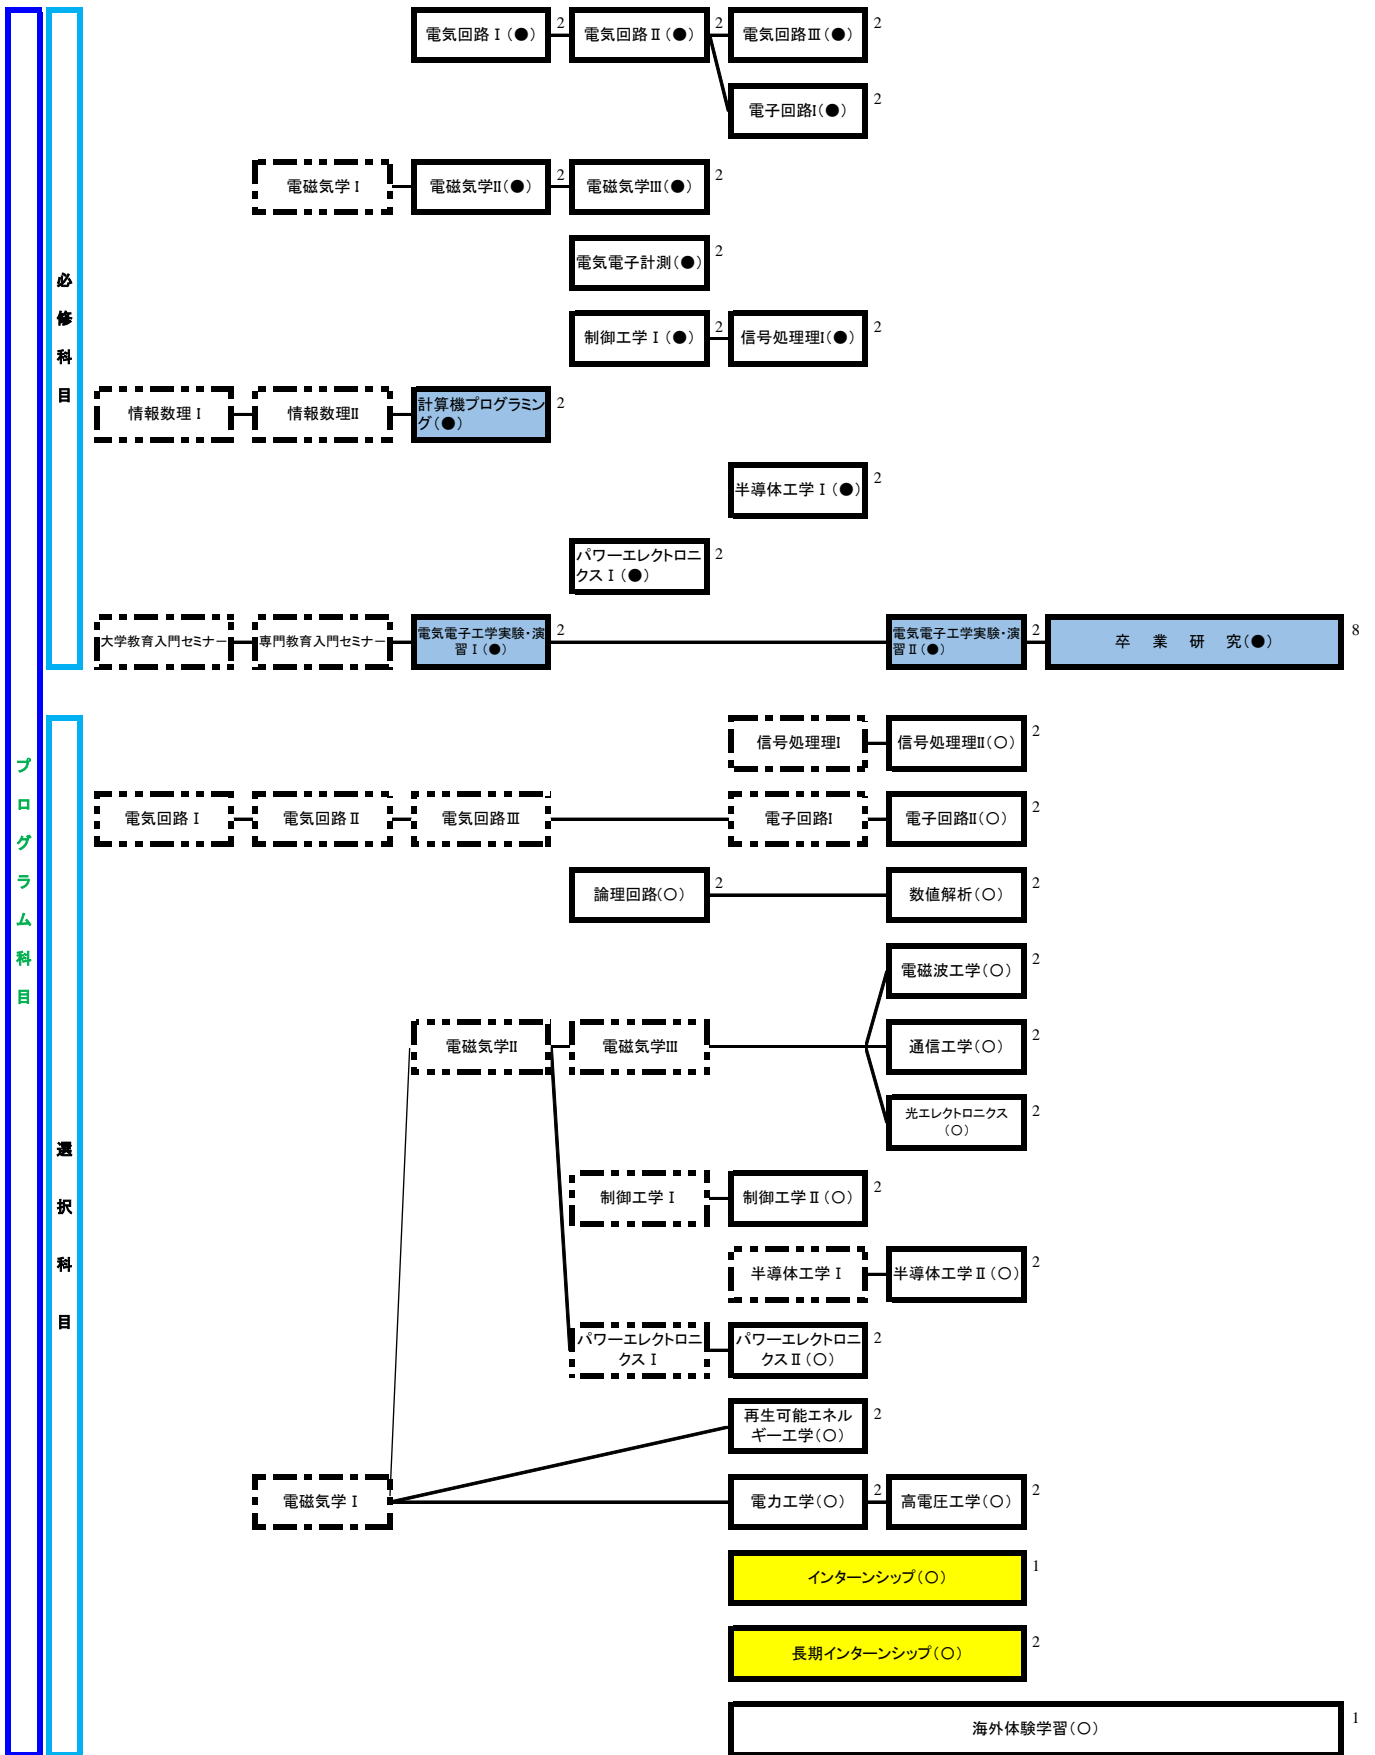 電気回路Ⅰ(●)
2
電気回路Ⅱ(●)
2
電気回路Ⅲ(●)
2
電子回路I(●)
2
電磁気学Ⅰ
電磁気学II(●)
2
電磁気学III(●)
2
電気電子計測(●)
2
制御工学Ⅰ(●)
2
信号処理理I(●)
2
必修科目
情報数理Ⅰ
情報数理II
計算機プログラミン
グ(●)
2
半導体工学Ⅰ(●)
2
パワーエレクトロニ
クスⅠ(●)
2
大学教育入門セミナー
専門教育入門セミナー
電気電子工学実験・演
習Ⅰ(●)
2
電気電子工学実験・演
習Ⅱ(●)
2
卒 業 研 究(●)
8
プログラム科目
信号処理理I
信号処理理II(○)
2
電気回路Ⅰ
電気回路Ⅱ
電気回路Ⅲ
電子回路I
電子回路II(○)
2
論理回路(○)
2
数値解析(○)
2
電磁波工学(○)
2
電磁気学II
電磁気学III
通信工学(○)
2
光エレクトロニクス
(○)
2
選択科目
制御工学Ⅰ
制御工学Ⅱ(○)
2
半導体工学Ⅰ
半導体工学Ⅱ(○)
2
パワーエレクトロニ
クスⅠ
パワーエレクトロニ
クスⅡ(○)
2
再生可能エネル
ギー工学(○)
2
電磁気学Ⅰ
電力工学(○)
2
高電圧工学(○)
2
インターンシップ(○)
1
長期インターンシップ(○)
2
海外体験学習(○)
1